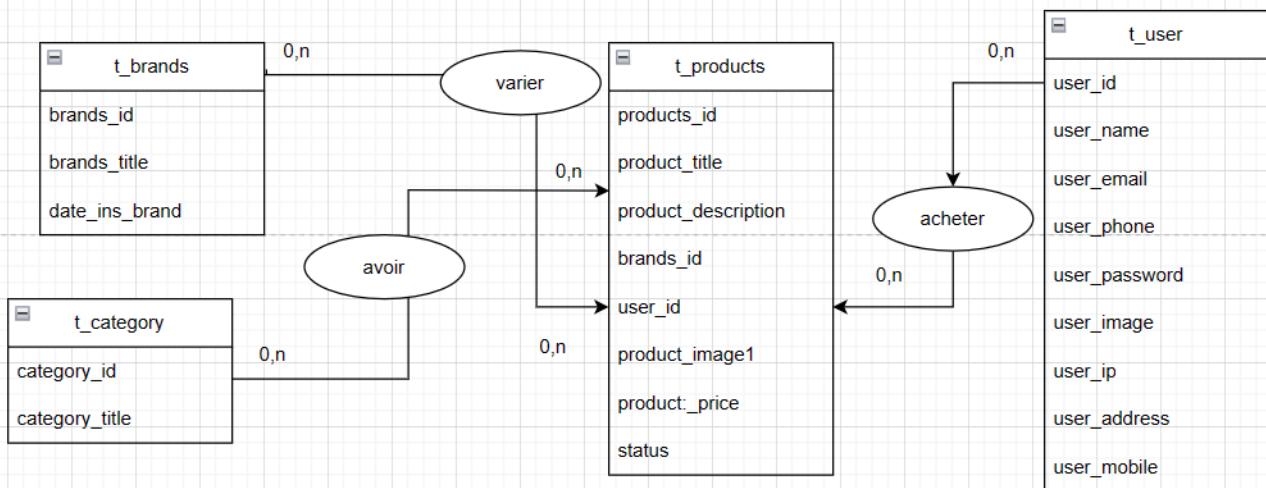 t_brands
brands_id
brands_title
date_ins_brand
0,n
varier
t_products
products_id
product_title
product_description
brands_id
user_id
product_image1
product:_price
status
0,n
avoir
0,n
0,n
t_category
category_id
category_title
0,n
acheter
0,n
t_user
user_id
user_name
user_email
user_phone
user_password
user_image
user_ip
user_address
user_mobile